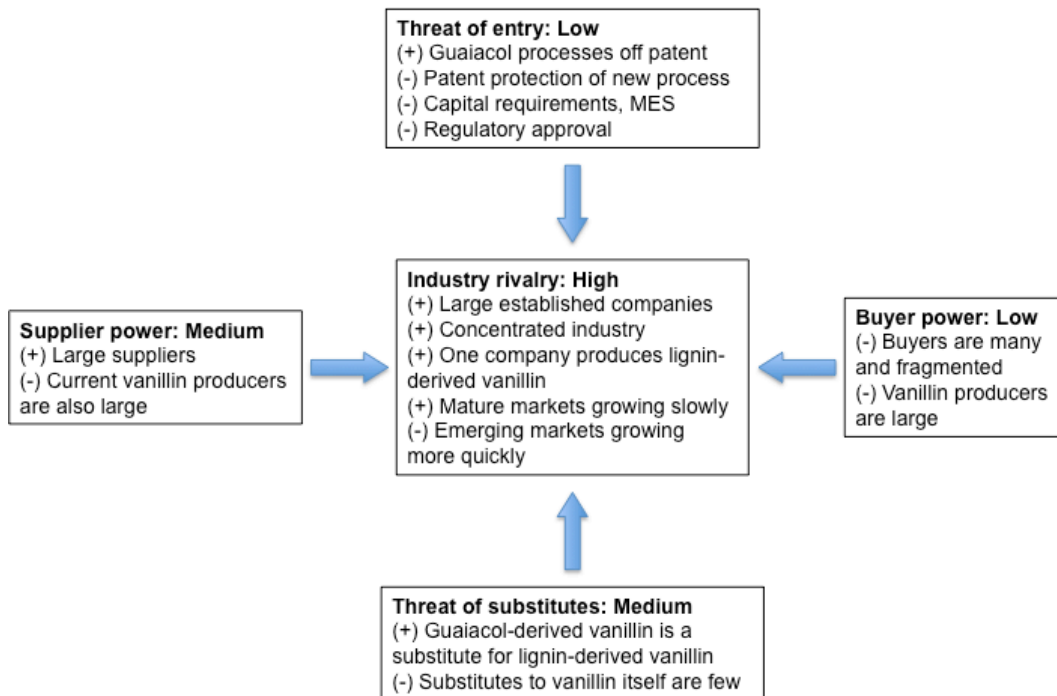 Threat of entry: Low
(+) Guaiacol processes off patent
(-) Patent protection of new process
(-) Capital requirements, MES
(-) Regulatory approval
Supplier power: Medium
(+) Large suppliers
(-) Current vanillin producers
are also large
Industry rivalry: High
(+) Large established companies
(+) Concentrated industry
(+) One company produces lignin-
derived vanillin
(+) Mature markets growing slowly
(-) Emerging markets growing
more quickly
Buyer power: Low
(-) Buyers are many
and fragmented
(-) Vanillin producers
are large
Threat of substitutes: Medium
(+) Guaiacol-derived vanillin is a
substitute for lignin-derived vanillin
(-) Substitutes to vanillin itself are few